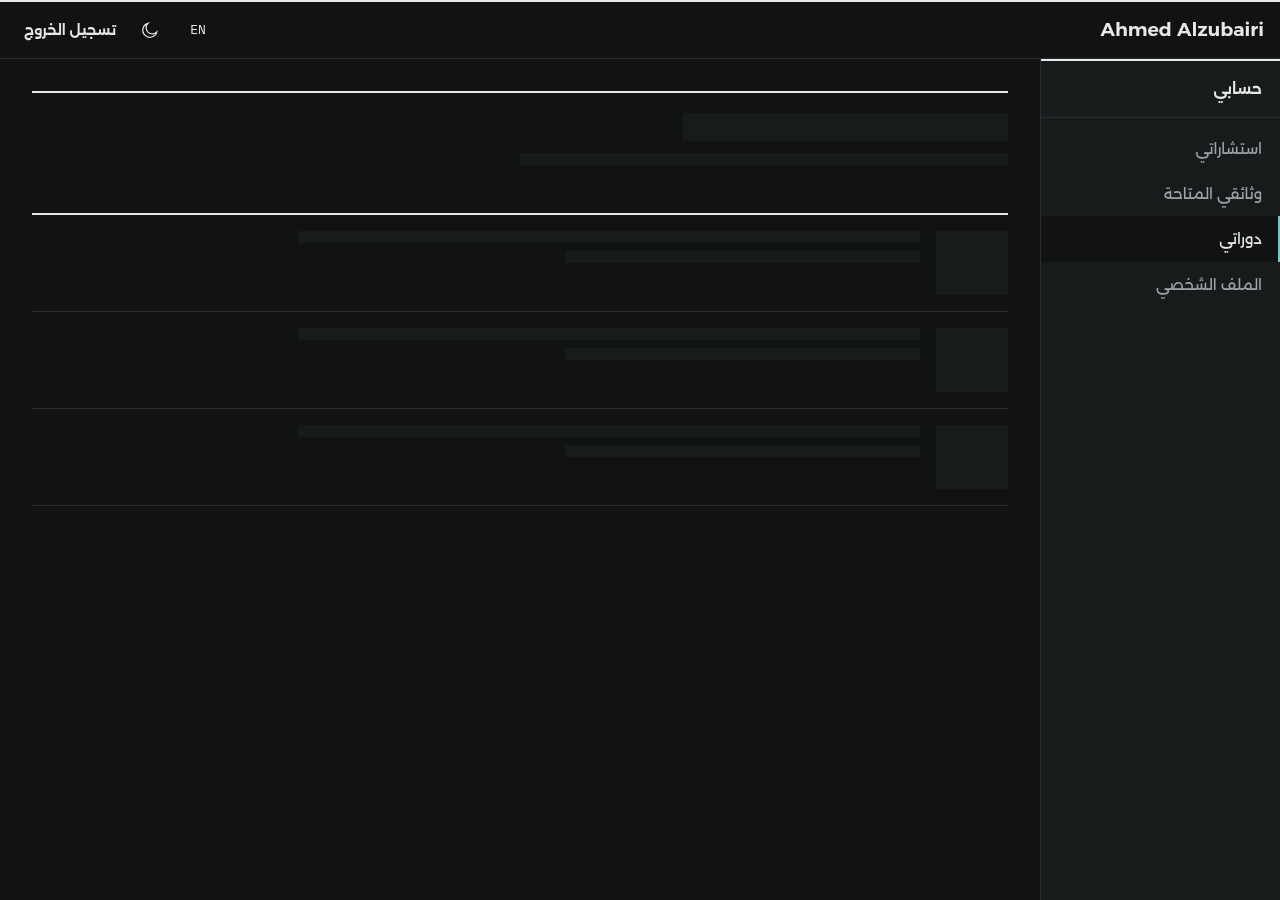 Ahmed Alzubairi
EN
تسجيل الخروج
حسابي
استشاراتي
وثائقي المتاحة
دوراتي
الملف الشخصي